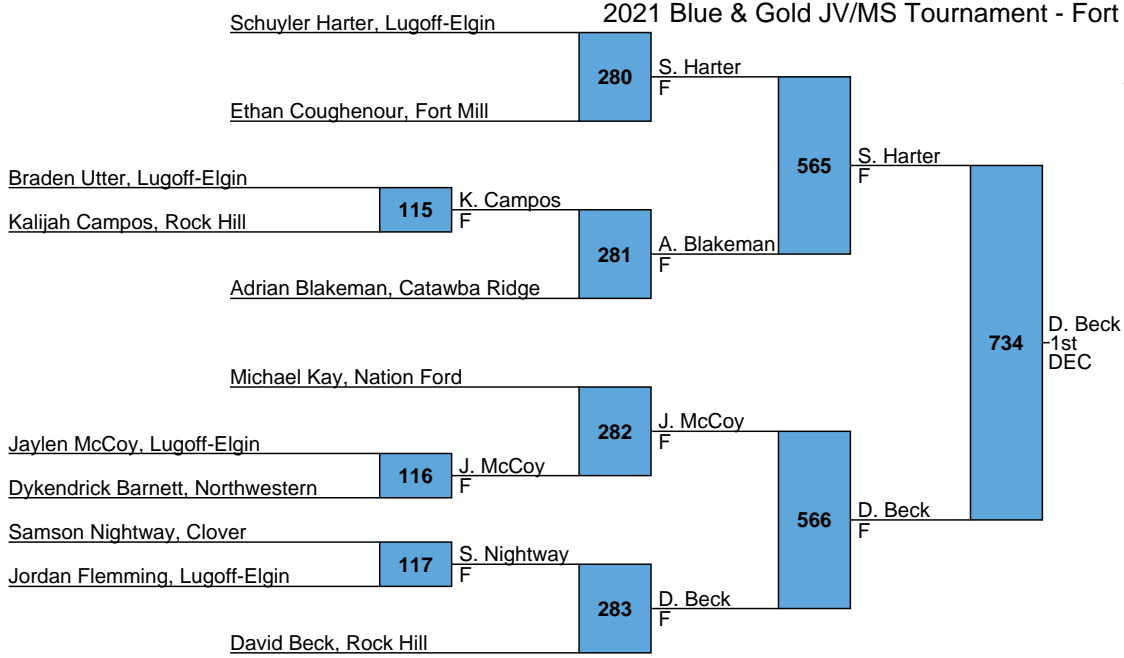 2021 Blue & Gold JV/MS Tournament - Fort
Schuyler Harter, Lugoff-Elgin
280
S. Harter
F
Ethan Coughenour, Fort Mill
565
S. Harter
F
Braden Utter, Lugoff-Elgin
115
K. Campos
F
Kalijah Campos, Rock Hill
281
A. Blakeman
F
Adrian Blakeman, Catawba Ridge
734
D. Beck
1st
DEC
Michael Kay, Nation Ford
282
J. McCoy
F
Jaylen McCoy, Lugoff-Elgin
116
J. McCoy
F
Dykendrick Barnett, Northwestern
566
D. Beck
F
Samson Nightway, Clover
117
S. Nightway
F
Jordan Flemming, Lugoff-Elgin
283
D. Beck
F
David Beck, Rock Hill